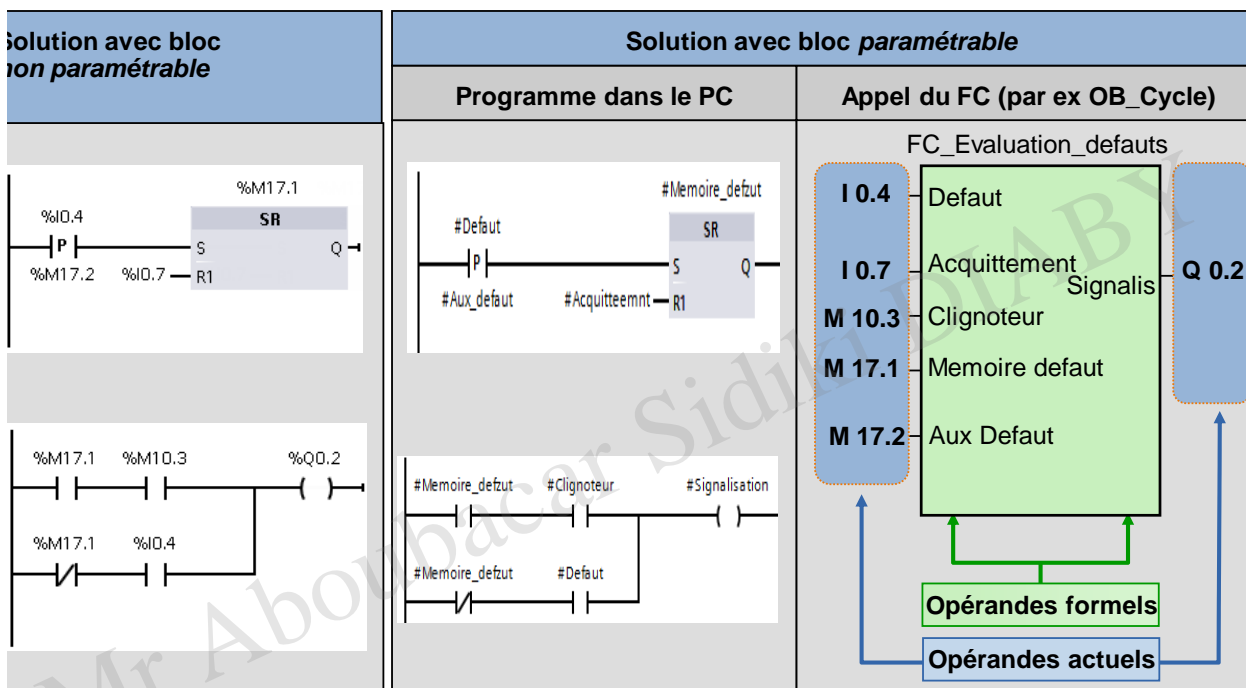 Solution avec bloc
non paramétrable
%M17.1
%I0.4
SR
P
S
Q
%M17.2
%I0.7
R1
%M17.1
%M10.3
%Q0.2
%M17.1
%I0.4
Solution avec bloc paramétrable
Programme dans le PC
#Memoire_defzut
#Defaut
SR
P
S
Q
#Aux_defaut
#Acquitteemnt
R1
#Memoire_defzut
#Clignoteur
#Signalisation
#Memoire_defzut
#Defaut
Appel du FC (par ex OB_Cycle)
FC_Evaluation_defauts
I 0.4
Defaut
I 0.7
Acquittement
Signalis
Q 0.2
M 10.3
Clignoteur
M 17.1
Memoire defaut
M 17.2
Aux Defaut
Opérandes formels
Opérandes actuels
Mr Aboubacar Sidiki DIABY